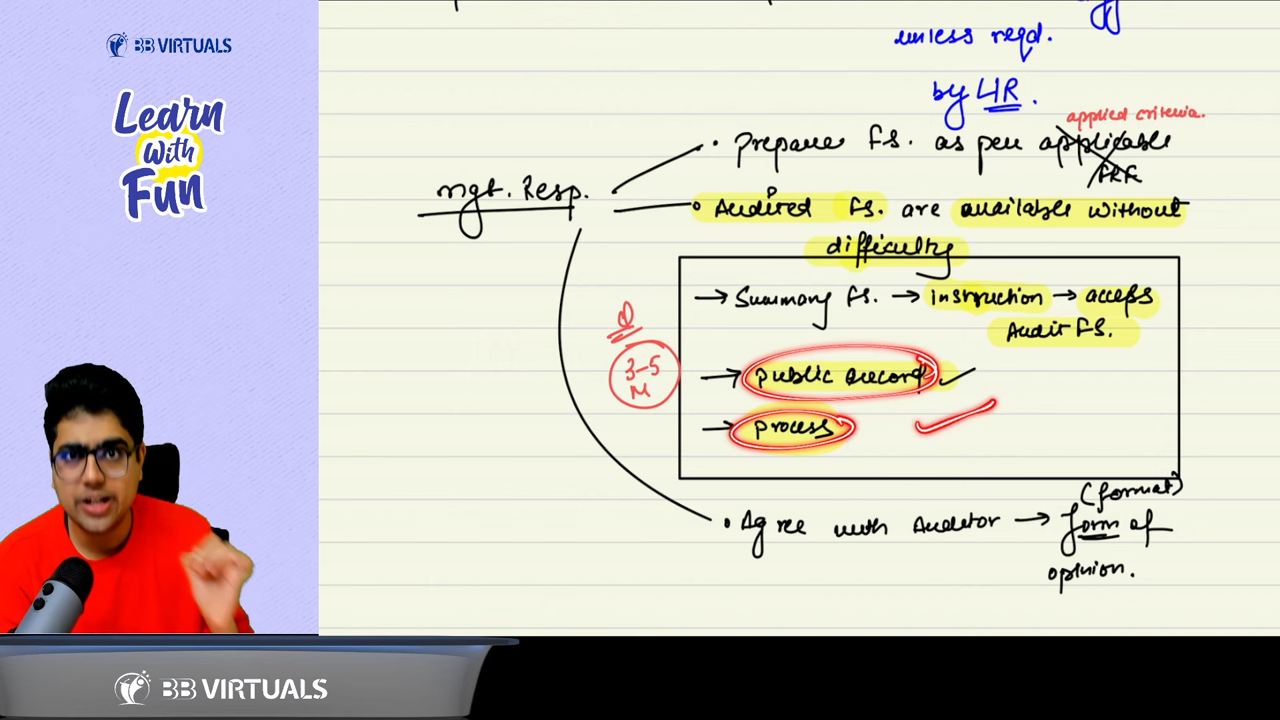 BB VIRTUALS
Learn
With
Fun
unless reqd.
by L/R.
applied criteria.
• Prepare F.S. as per applicable
FRF
mgt. Resp.
• Audited FS. are available without
difficulty
→ Summary FS. → Instruction → access
Audit FS.
Q
3-5
M
→ public record ✓
→ process ✓
(format)
• Agree with Auditor → form of
opinion.
BB VIRTUALS